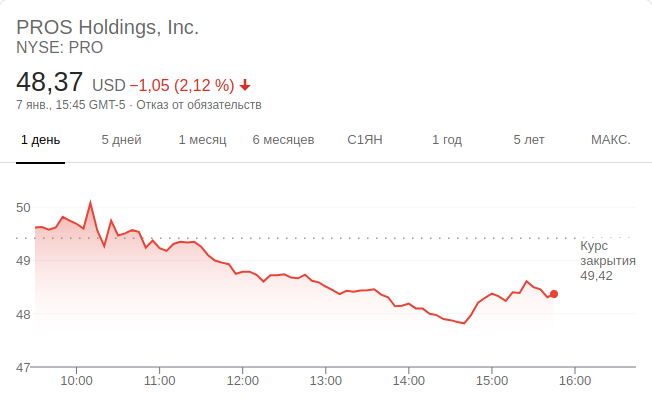 PROS Holdings, Inc.
NYSE: PRO
48,37 USD −1,05 (2,12 %)
7 янв., 15:45 GMT-5 · Отказ от обязательств
1 день 5 дней 1 месяц 6 месяцев С1ЯН 1 год 5 лет МАКС.
50
49
48
47
Курс
закрытия
49,42
10:00 11:00 12:00 13:00 14:00 15:00 16:00